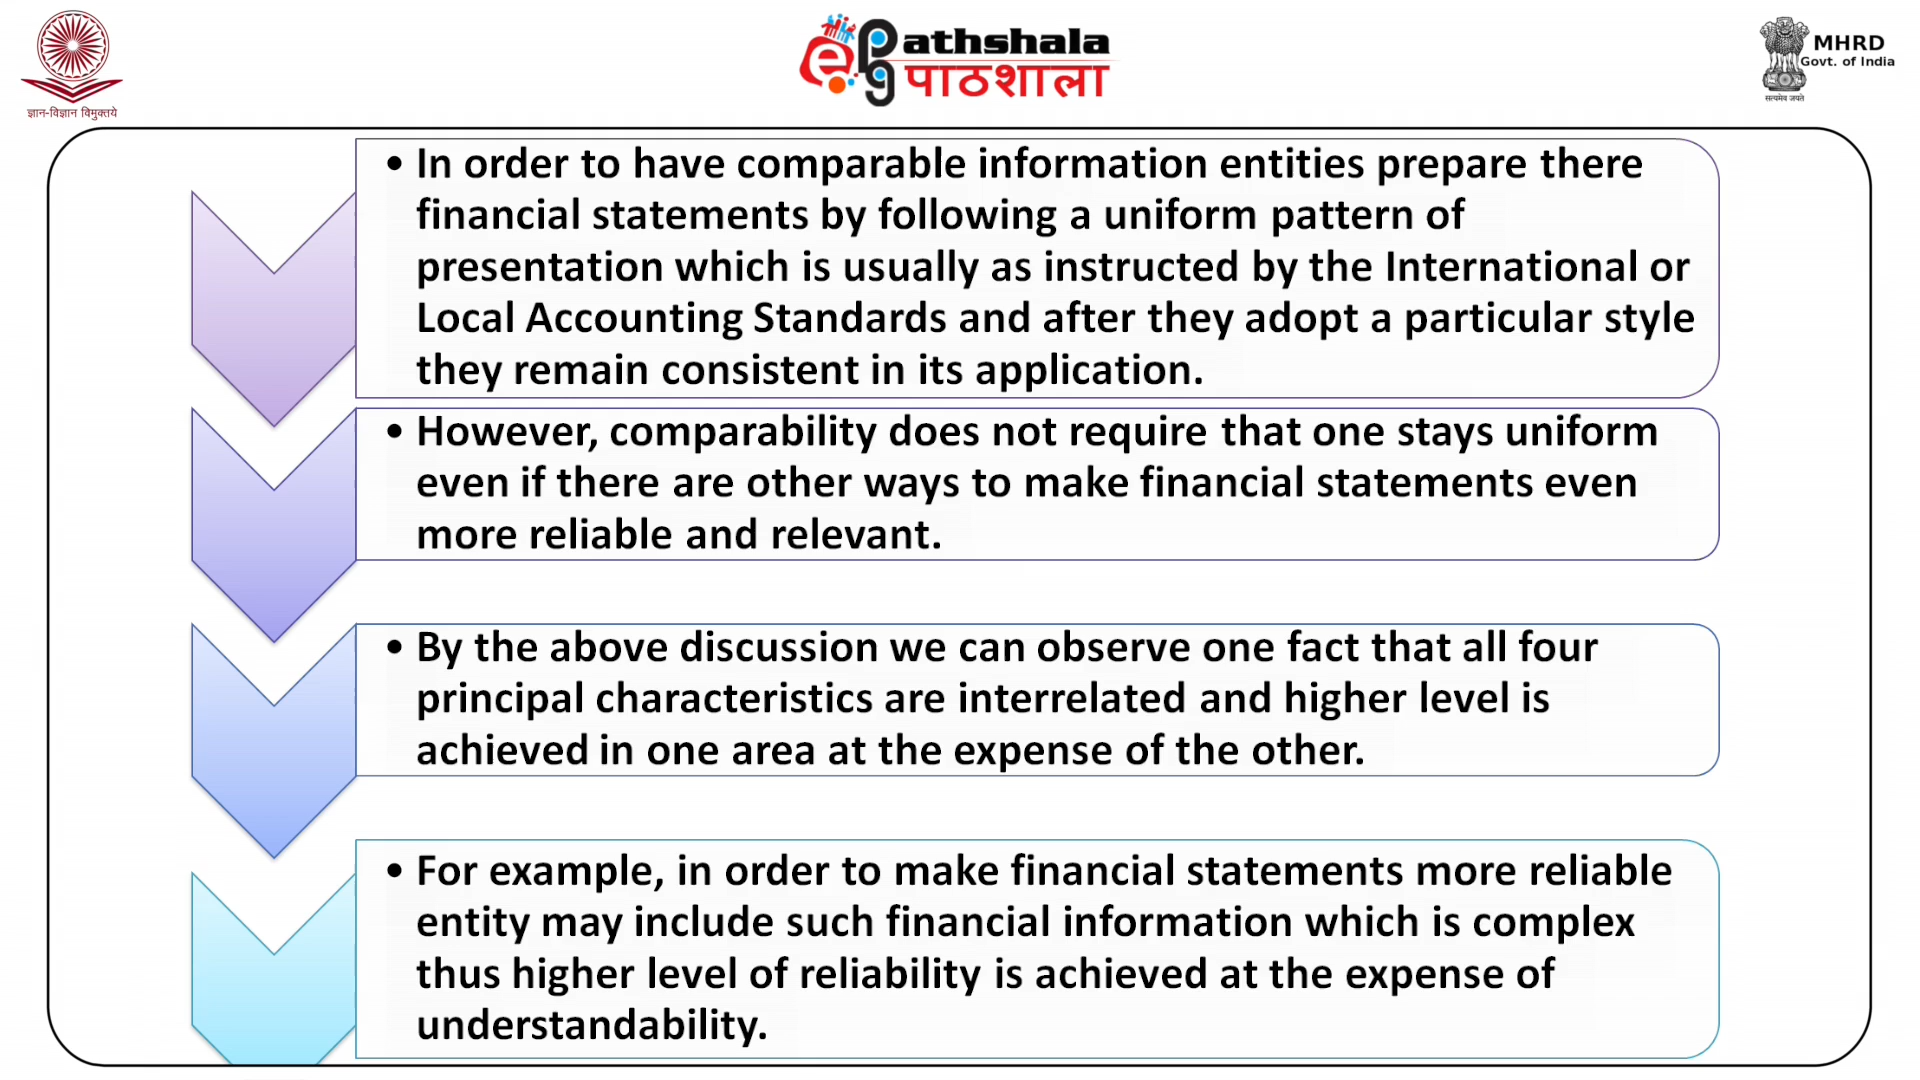 ज्ञान-विज्ञान विमुक्तये
ePg Pathshala
पाठशाला
MHRD
Govt. of India
सत्यमेव जयते
• In order to have comparable information entities prepare there
financial statements by following a uniform pattern of
presentation which is usually as instructed by the International or
Local Accounting Standards and after they adopt a particular style
they remain consistent in its application.
• However, comparability does not require that one stays uniform
even if there are other ways to make financial statements even
more reliable and relevant.
• By the above discussion we can observe one fact that all four
principal characteristics are interrelated and higher level is
achieved in one area at the expense of the other.
• For example, in order to make financial statements more reliable
entity may include such financial information which is complex
thus higher level of reliability is achieved at the expense of
understandability.